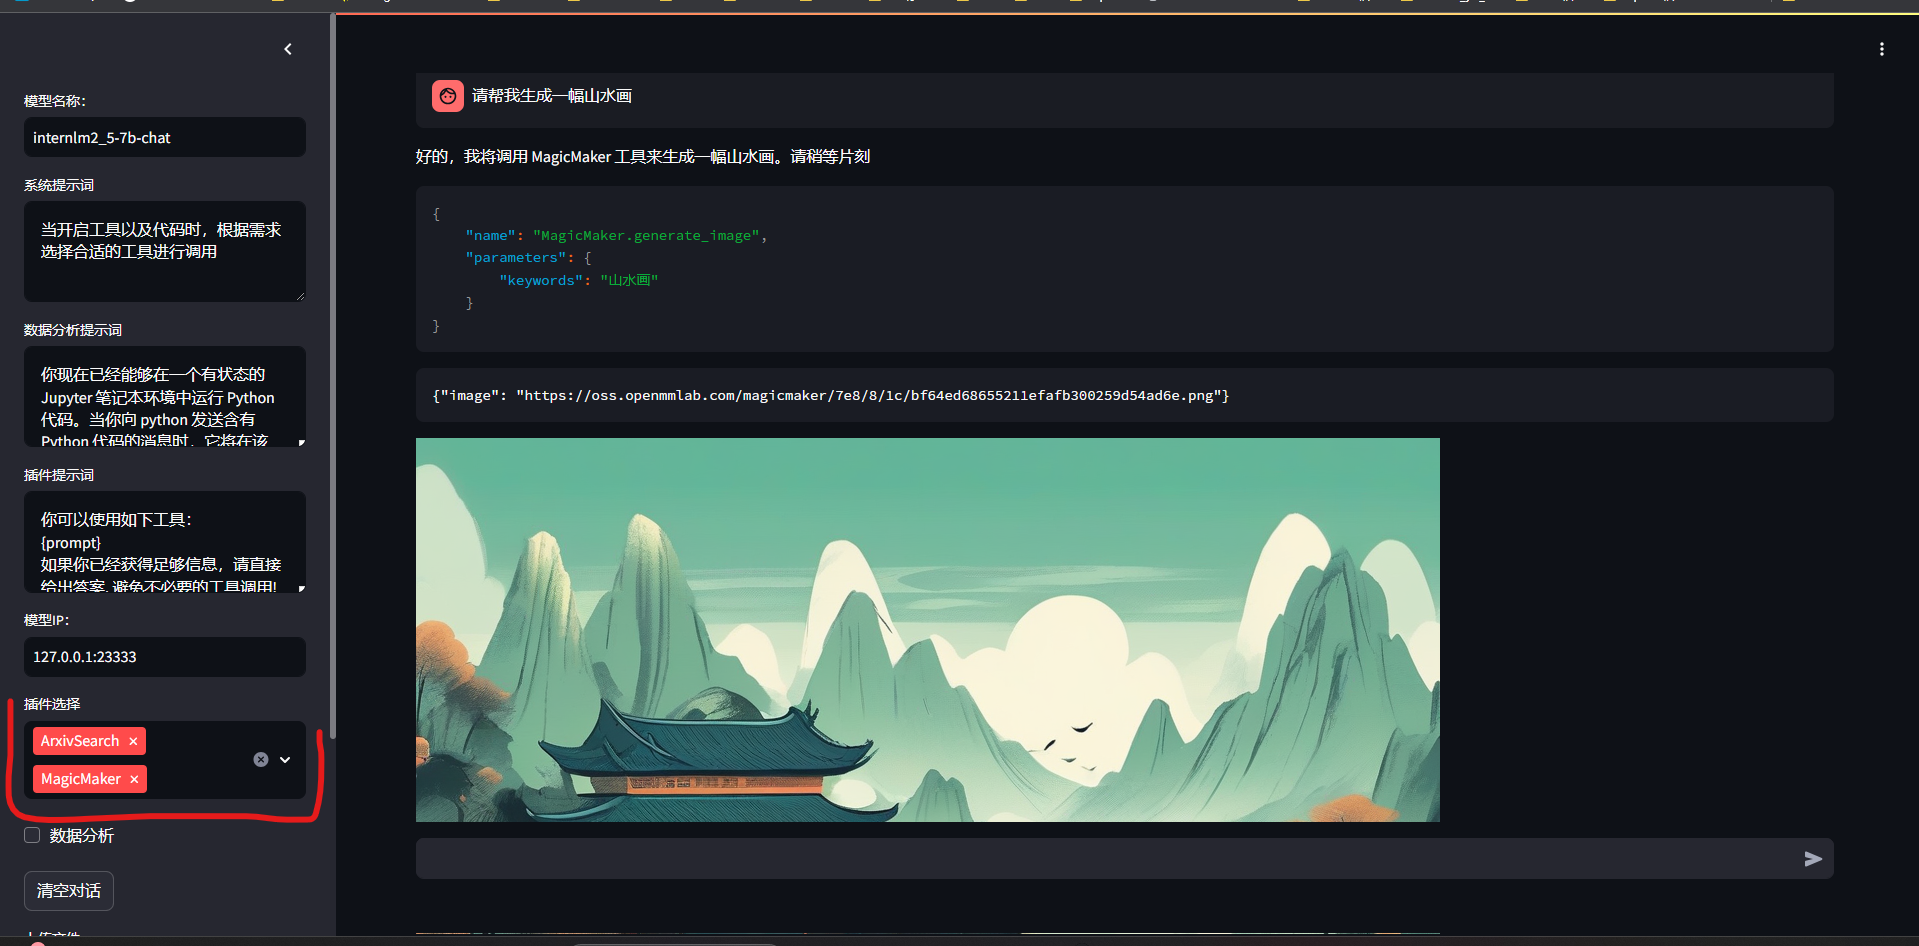 模型名称：
internlm2_5-7b-chat
系统提示词
当开启工具以及代码时，根据需求
选择合适的工具进行调用
数据分析提示词
你现在已经能够在一个有状态的
Jupyter 笔记本环境中运行 Python
代码。当你向 python 发送含有
Python 代码的消息时，它将在该
插件提示词
你可以使用如下工具：
{prompt}
如果你已经获得足够信息，请直接
给出答案. 避免不必要的工具调用!
模型IP：
127.0.0.1:23333
插件选择
ArxivSearch ×
MagicMaker ×
数据分析
清空对话
上传文件
请帮我生成一幅山水画
好的，我将调用 MagicMaker 工具来生成一幅山水画。请稍等片刻
{
"name": "MagicMaker.generate_image",
"parameters": {
"keywords": "山水画"
}
}
{"image": "https://oss.openmmlab.com/magicmaker/7e8/8/1c/bf64ed68655211efafb300259d54ad6e.png"}